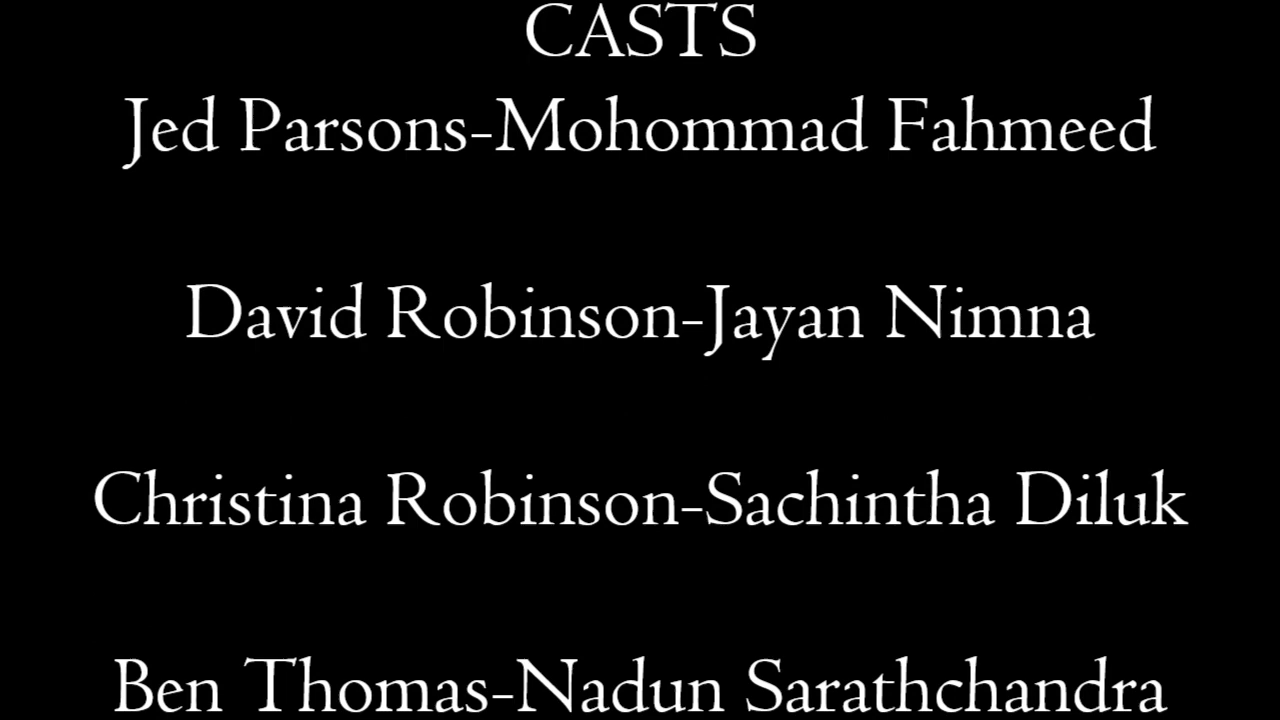 CASTS
Jed Parsons-Mohommad Fahmeed
David Robinson-Jayan Nimna
Christina Robinson-Sachintha Diluk
Ben Thomas-Nadun Sarathchandra